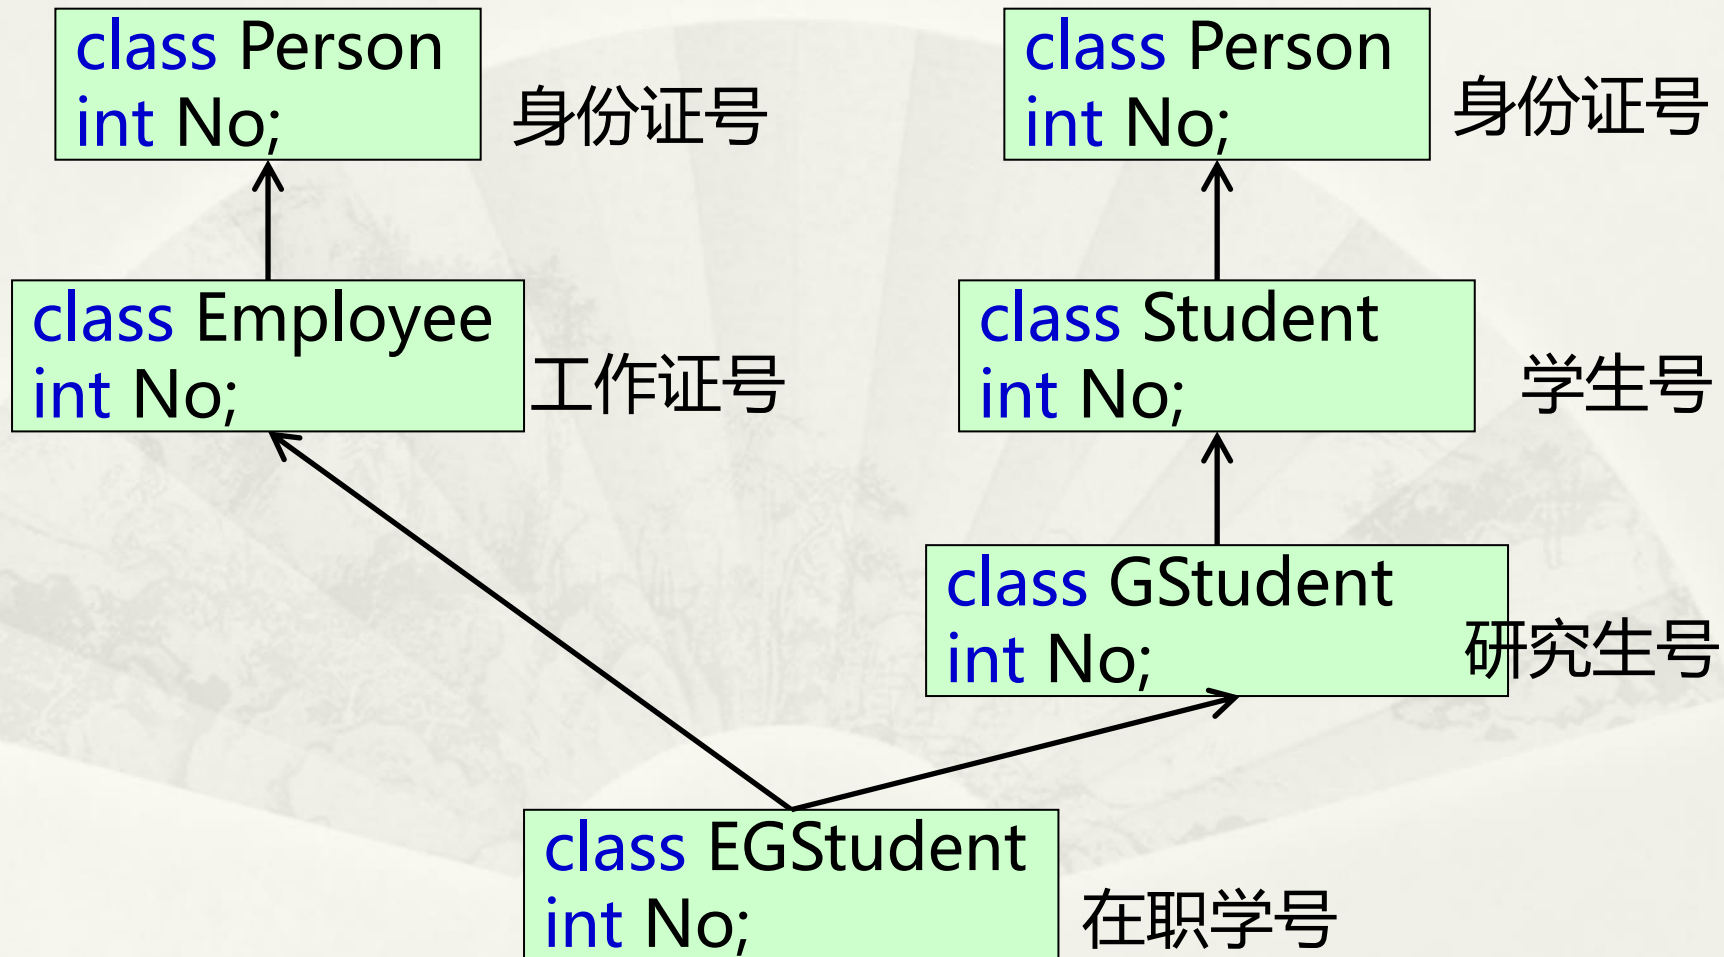 class Person
int No;
身份证号
class Person
int No;
身份证号
class Employee
int No;
工作证号
class Student
int No;
学生号
class GStudent
int No;
研究生号
class EGStudent
int No;
在职学号